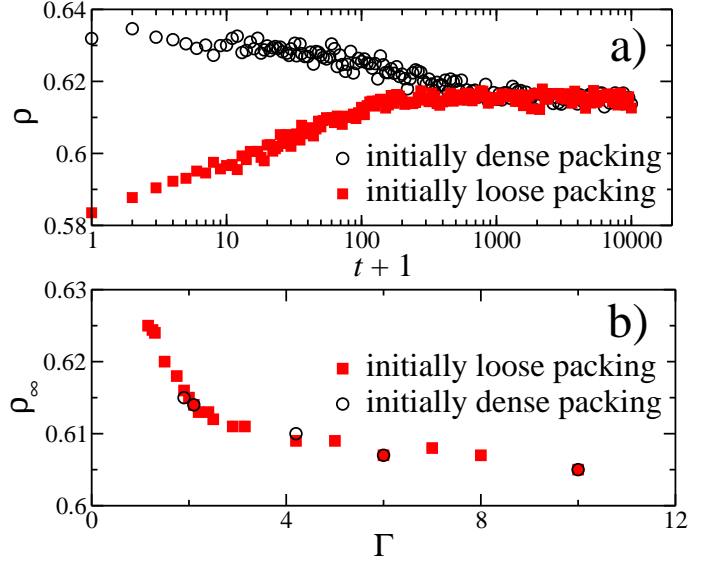 0.64
a)
0.62
ρ
0.6
initially dense packing
initially loose packing
0.58
1 10 100 1000 10000
t + 1
0.63
b)
0.62
initially loose packing
ρ∞
initially dense packing
0.61
0.6
0 4 8 12
Γ